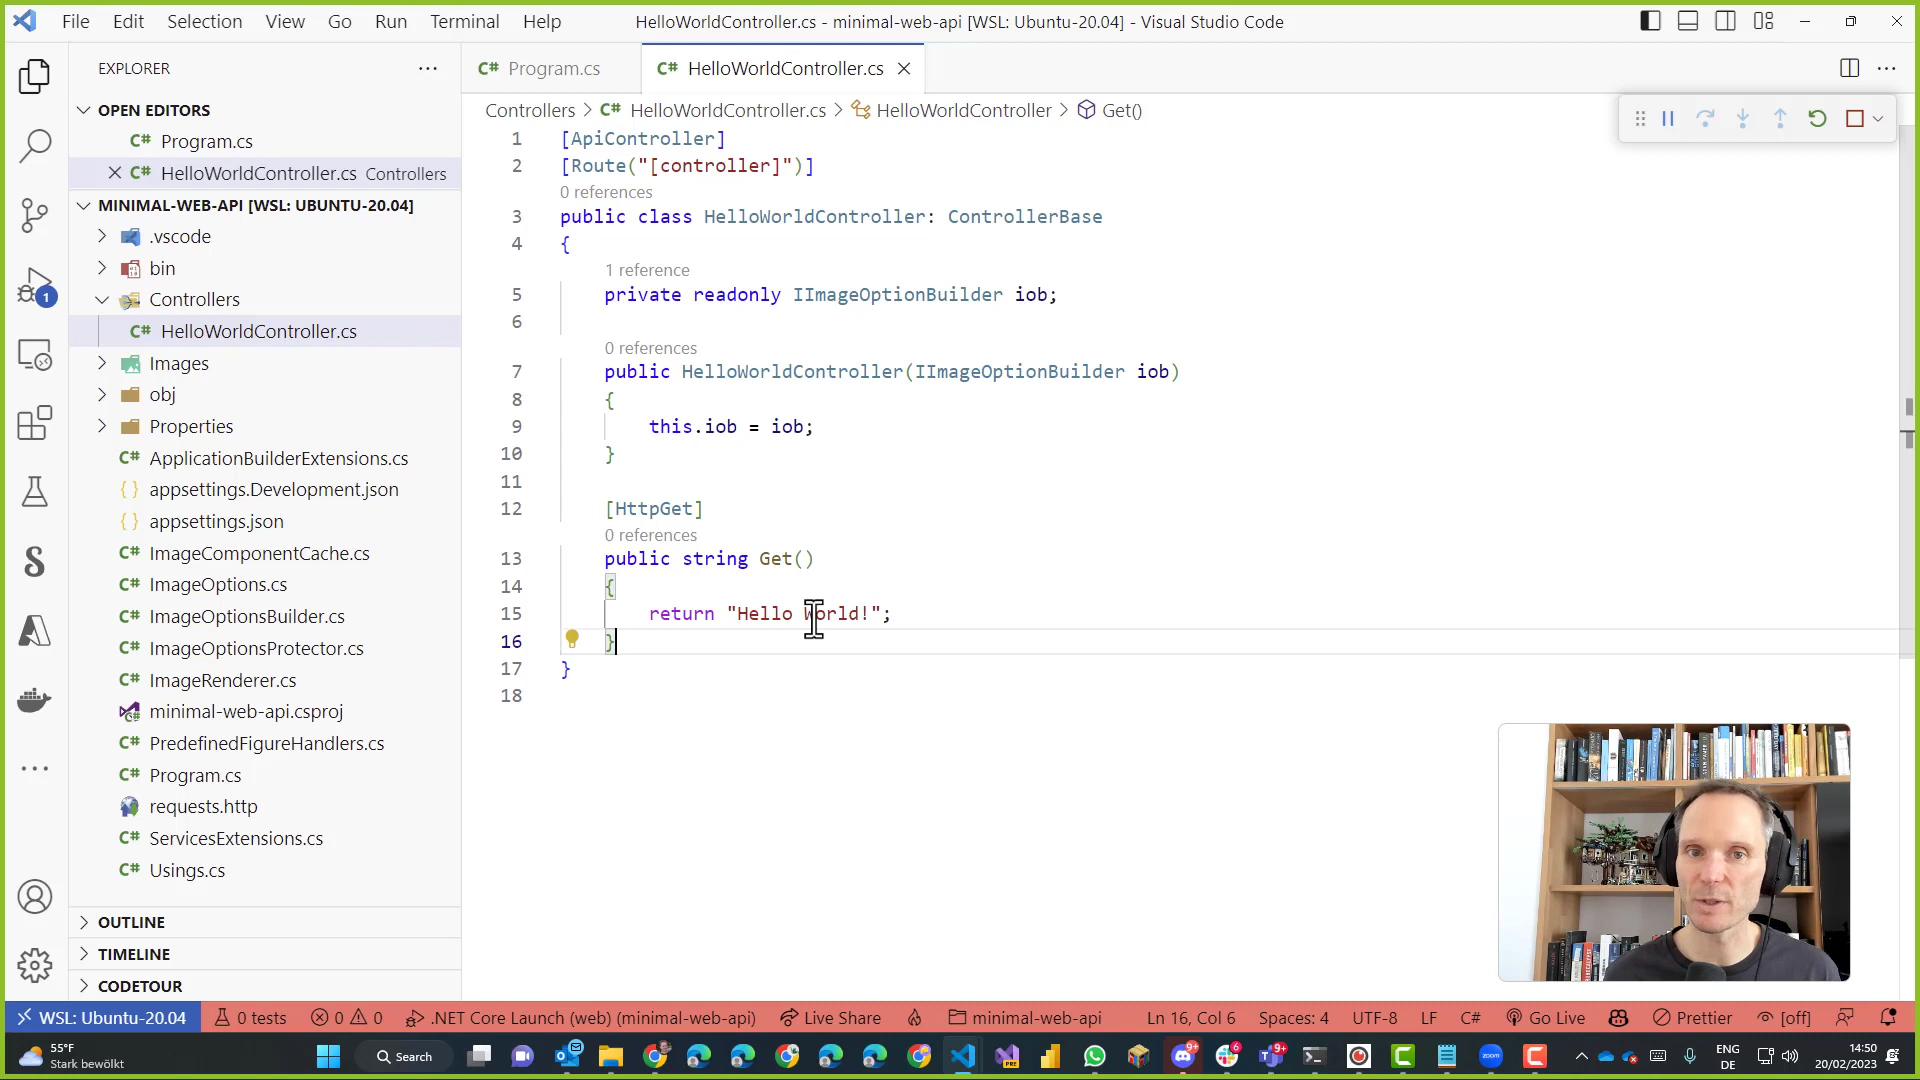 File Edit Selection View Go Run Terminal Help
HelloWorldController.cs - minimal-web-api [WSL: Ubuntu-20.04] - Visual Studio Code
EXPLORER
OPEN EDITORS
C# Program.cs
C# HelloWorldController.cs Controllers
MINIMAL-WEB-API [WSL: UBUNTU-20.04]
.vscode
bin
Controllers
C# HelloWorldController.cs
Images
obj
Properties
C# ApplicationBuilderExtensions.cs
{} appsettings.Development.json
{} appsettings.json
C# ImageComponentCache.cs
C# ImageOptions.cs
C# ImageOptionsBuilder.cs
C# ImageOptionsProtector.cs
C# ImageRenderer.cs
minimal-web-api.csproj
C# PredefinedFigureHandlers.cs
C# Program.cs
requests.http
C# ServicesExtensions.cs
C# Usings.cs
OUTLINE
TIMELINE
CODETOUR
1
C# Program.cs
C# HelloWorldController.cs
Controllers > C# HelloWorldController.cs > HelloWorldController > Get()
1 [ApiController]
2 [Route("[controller]")]
0 references
3 public class HelloWorldController: ControllerBase
4 {
1 reference
5 private readonly IImageOptionBuilder iob;
6
0 references
7 public HelloWorldController(IImageOptionBuilder iob)
8 {
9 this.iob = iob;
10 }
11
12 [HttpGet]
0 references
13 public string Get()
14 {
15 return "Hello World!";
16 }
17 }
18
WSL: Ubuntu-20.04 0 tests 0 0 .NET Core Launch (web) (minimal-web-api) Live Share minimal-web-api Ln 16, Col 6 Spaces: 4 UTF-8 LF C# Go Live Prettier [off]
55°F
Stark bewölkt
Search
PRE
9+
6
9+
zoom
ENG
DE
14:50
20/02/2023